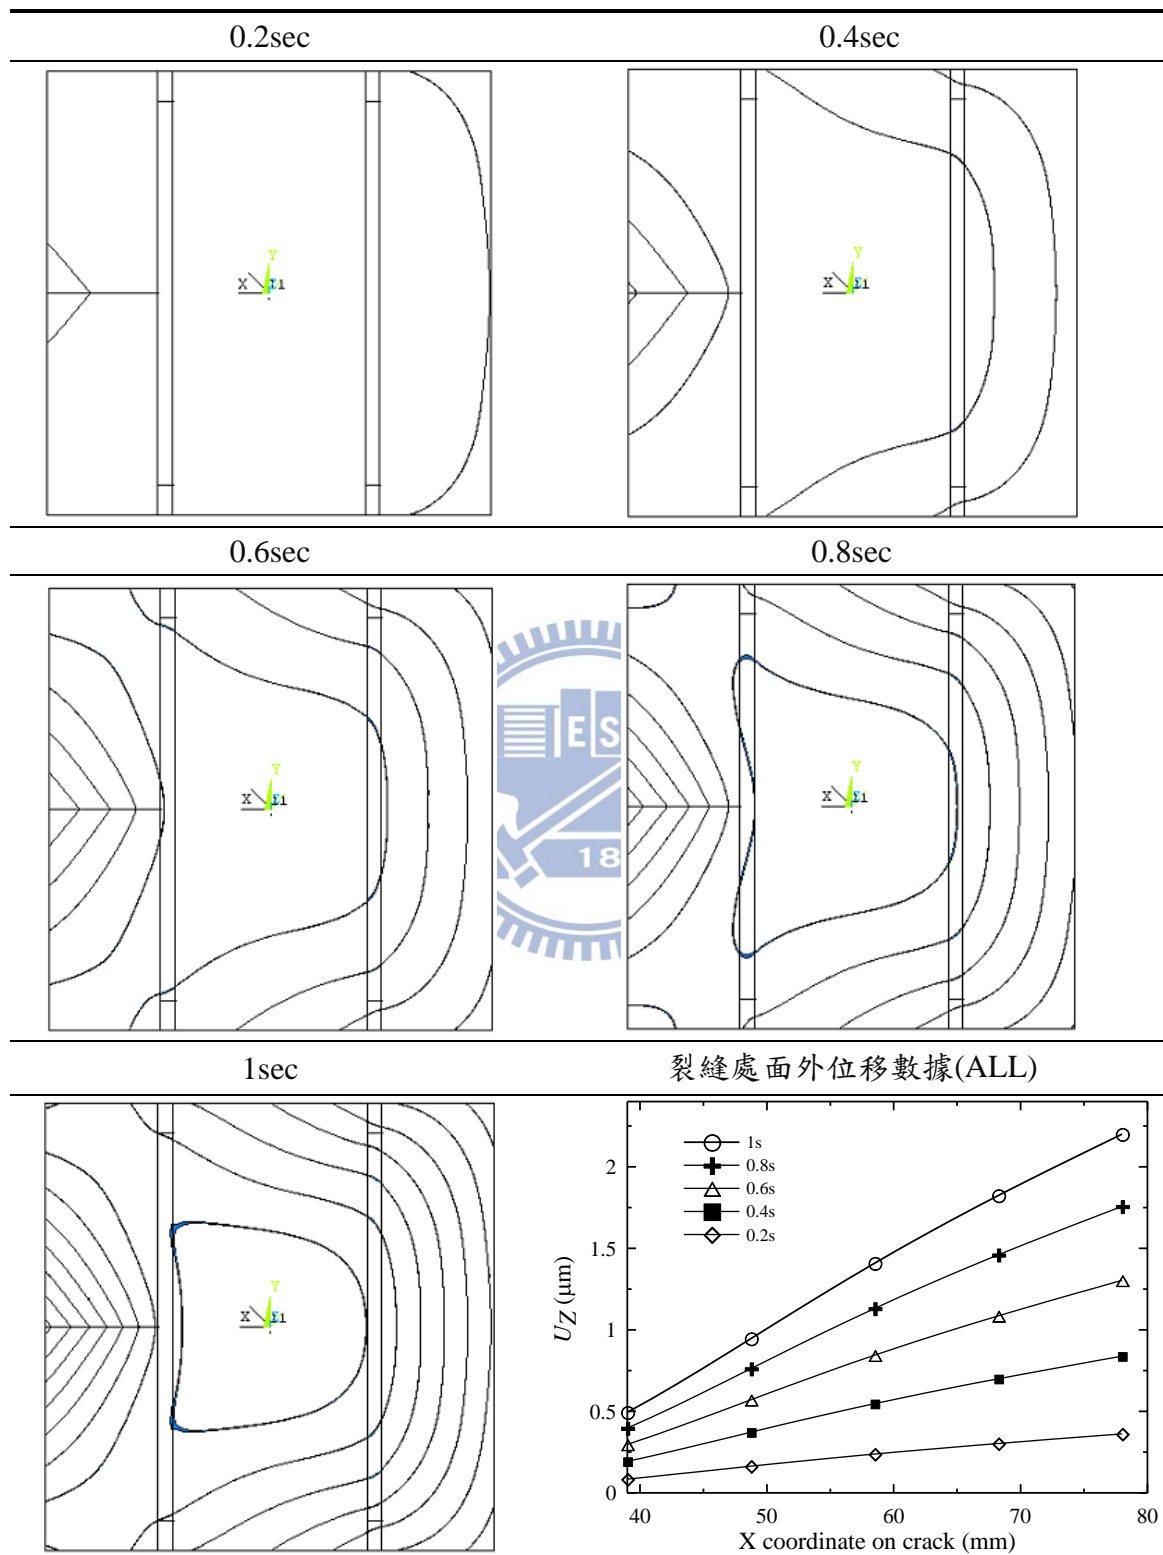 0.2sec
0.4sec
Y
X
Y
X
0.6sec
0.8sec
Y
X
Y
X
ES
18
1sec
裂縫處面外位移數據(ALL)
Y
X
1s
0.8s
0.6s
0.4s
0.2s
2
1.5
1
0.5
0
UZ (μm)
40
50
60
70
80
X coordinate on crack (mm)